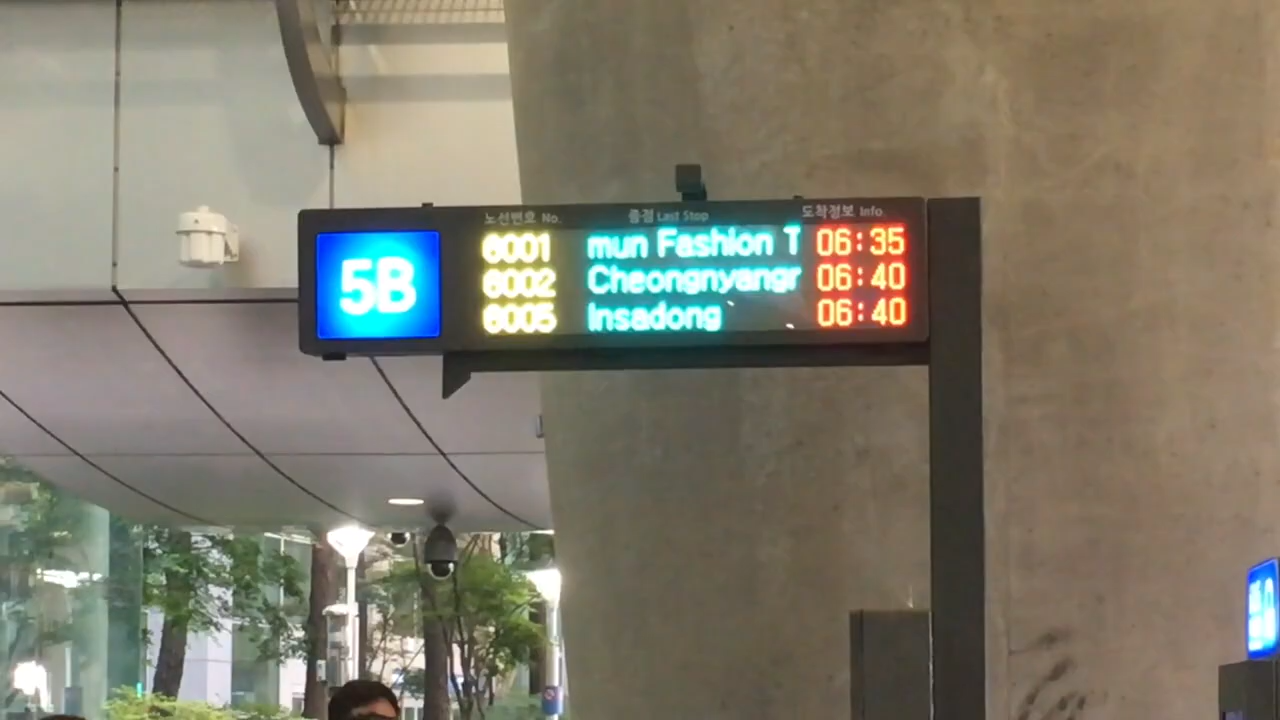 노선번호 No.
종점 Last Stop
도착정보 Info.
5B
6001 mun Fashion T 06:35
6002 Cheongnyangr 06:40
6005 Insadong 06:40